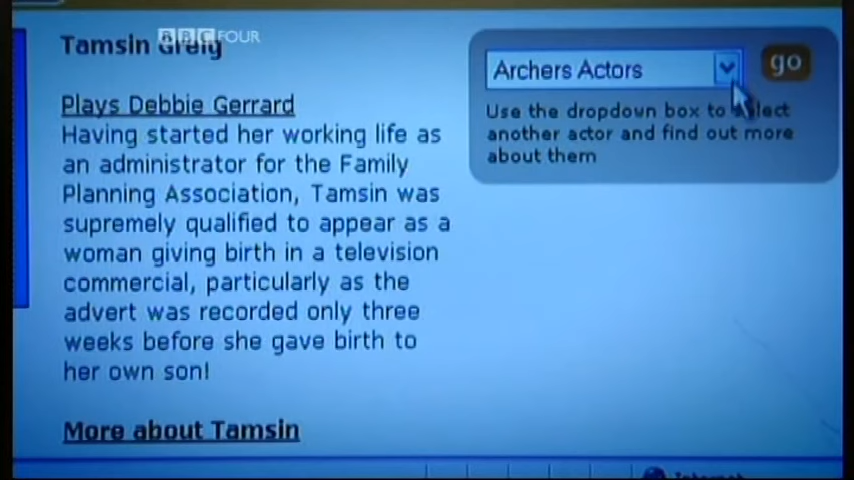 BBC FOUR
Tamsin Greig
Plays Debbie Gerrard
Having started her working life as
an administrator for the Family
Planning Association, Tamsin was
supremely qualified to appear as a
woman giving birth in a television
commercial, particularly as the
advert was recorded only three
weeks before she gave birth to
her own son!
More about Tamsin
Archers Actors
go
Use the dropdown box to select
another actor and find out more
about them
Internet